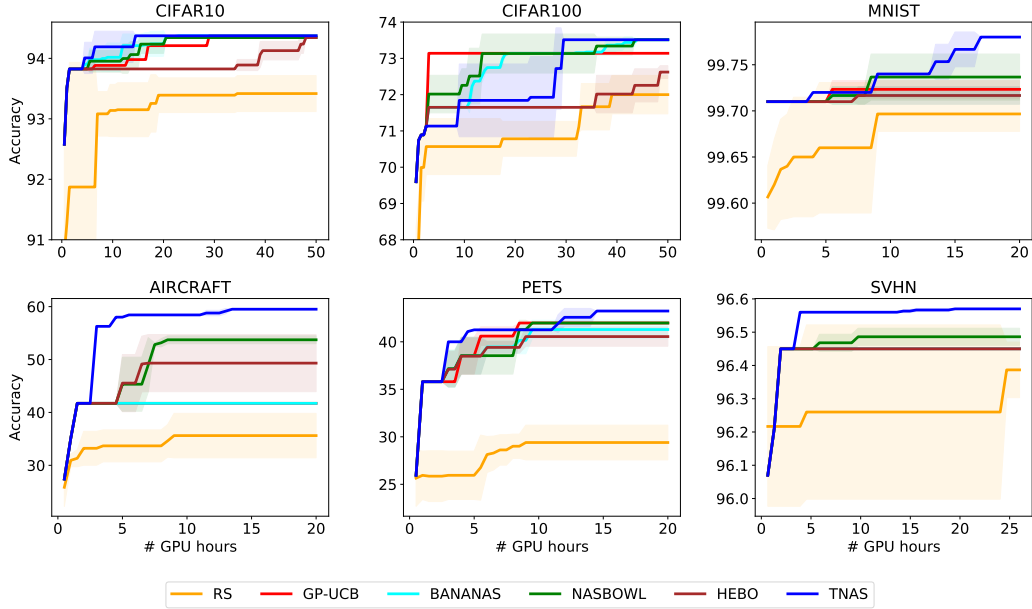 CIFAR10 CIFAR100 MNIST
Accuracy
94
93
92
91
0 10 20 30 40 50
74
73
72
71
70
69
68
0 10 20 30 40 50
99.75
99.70
99.65
99.60
0 5 10 15 20
AIRCRAFT PETS SVHN
Accuracy
60
50
40
30
0 5 10 15 20
# GPU hours
40
35
30
25
0 5 10 15 20
# GPU hours
96.6
96.5
96.4
96.3
96.2
96.1
96.0
0 5 10 15 20 25
# GPU hours
RS GP-UCB BANANAS NASBOWL HEBO TNAS